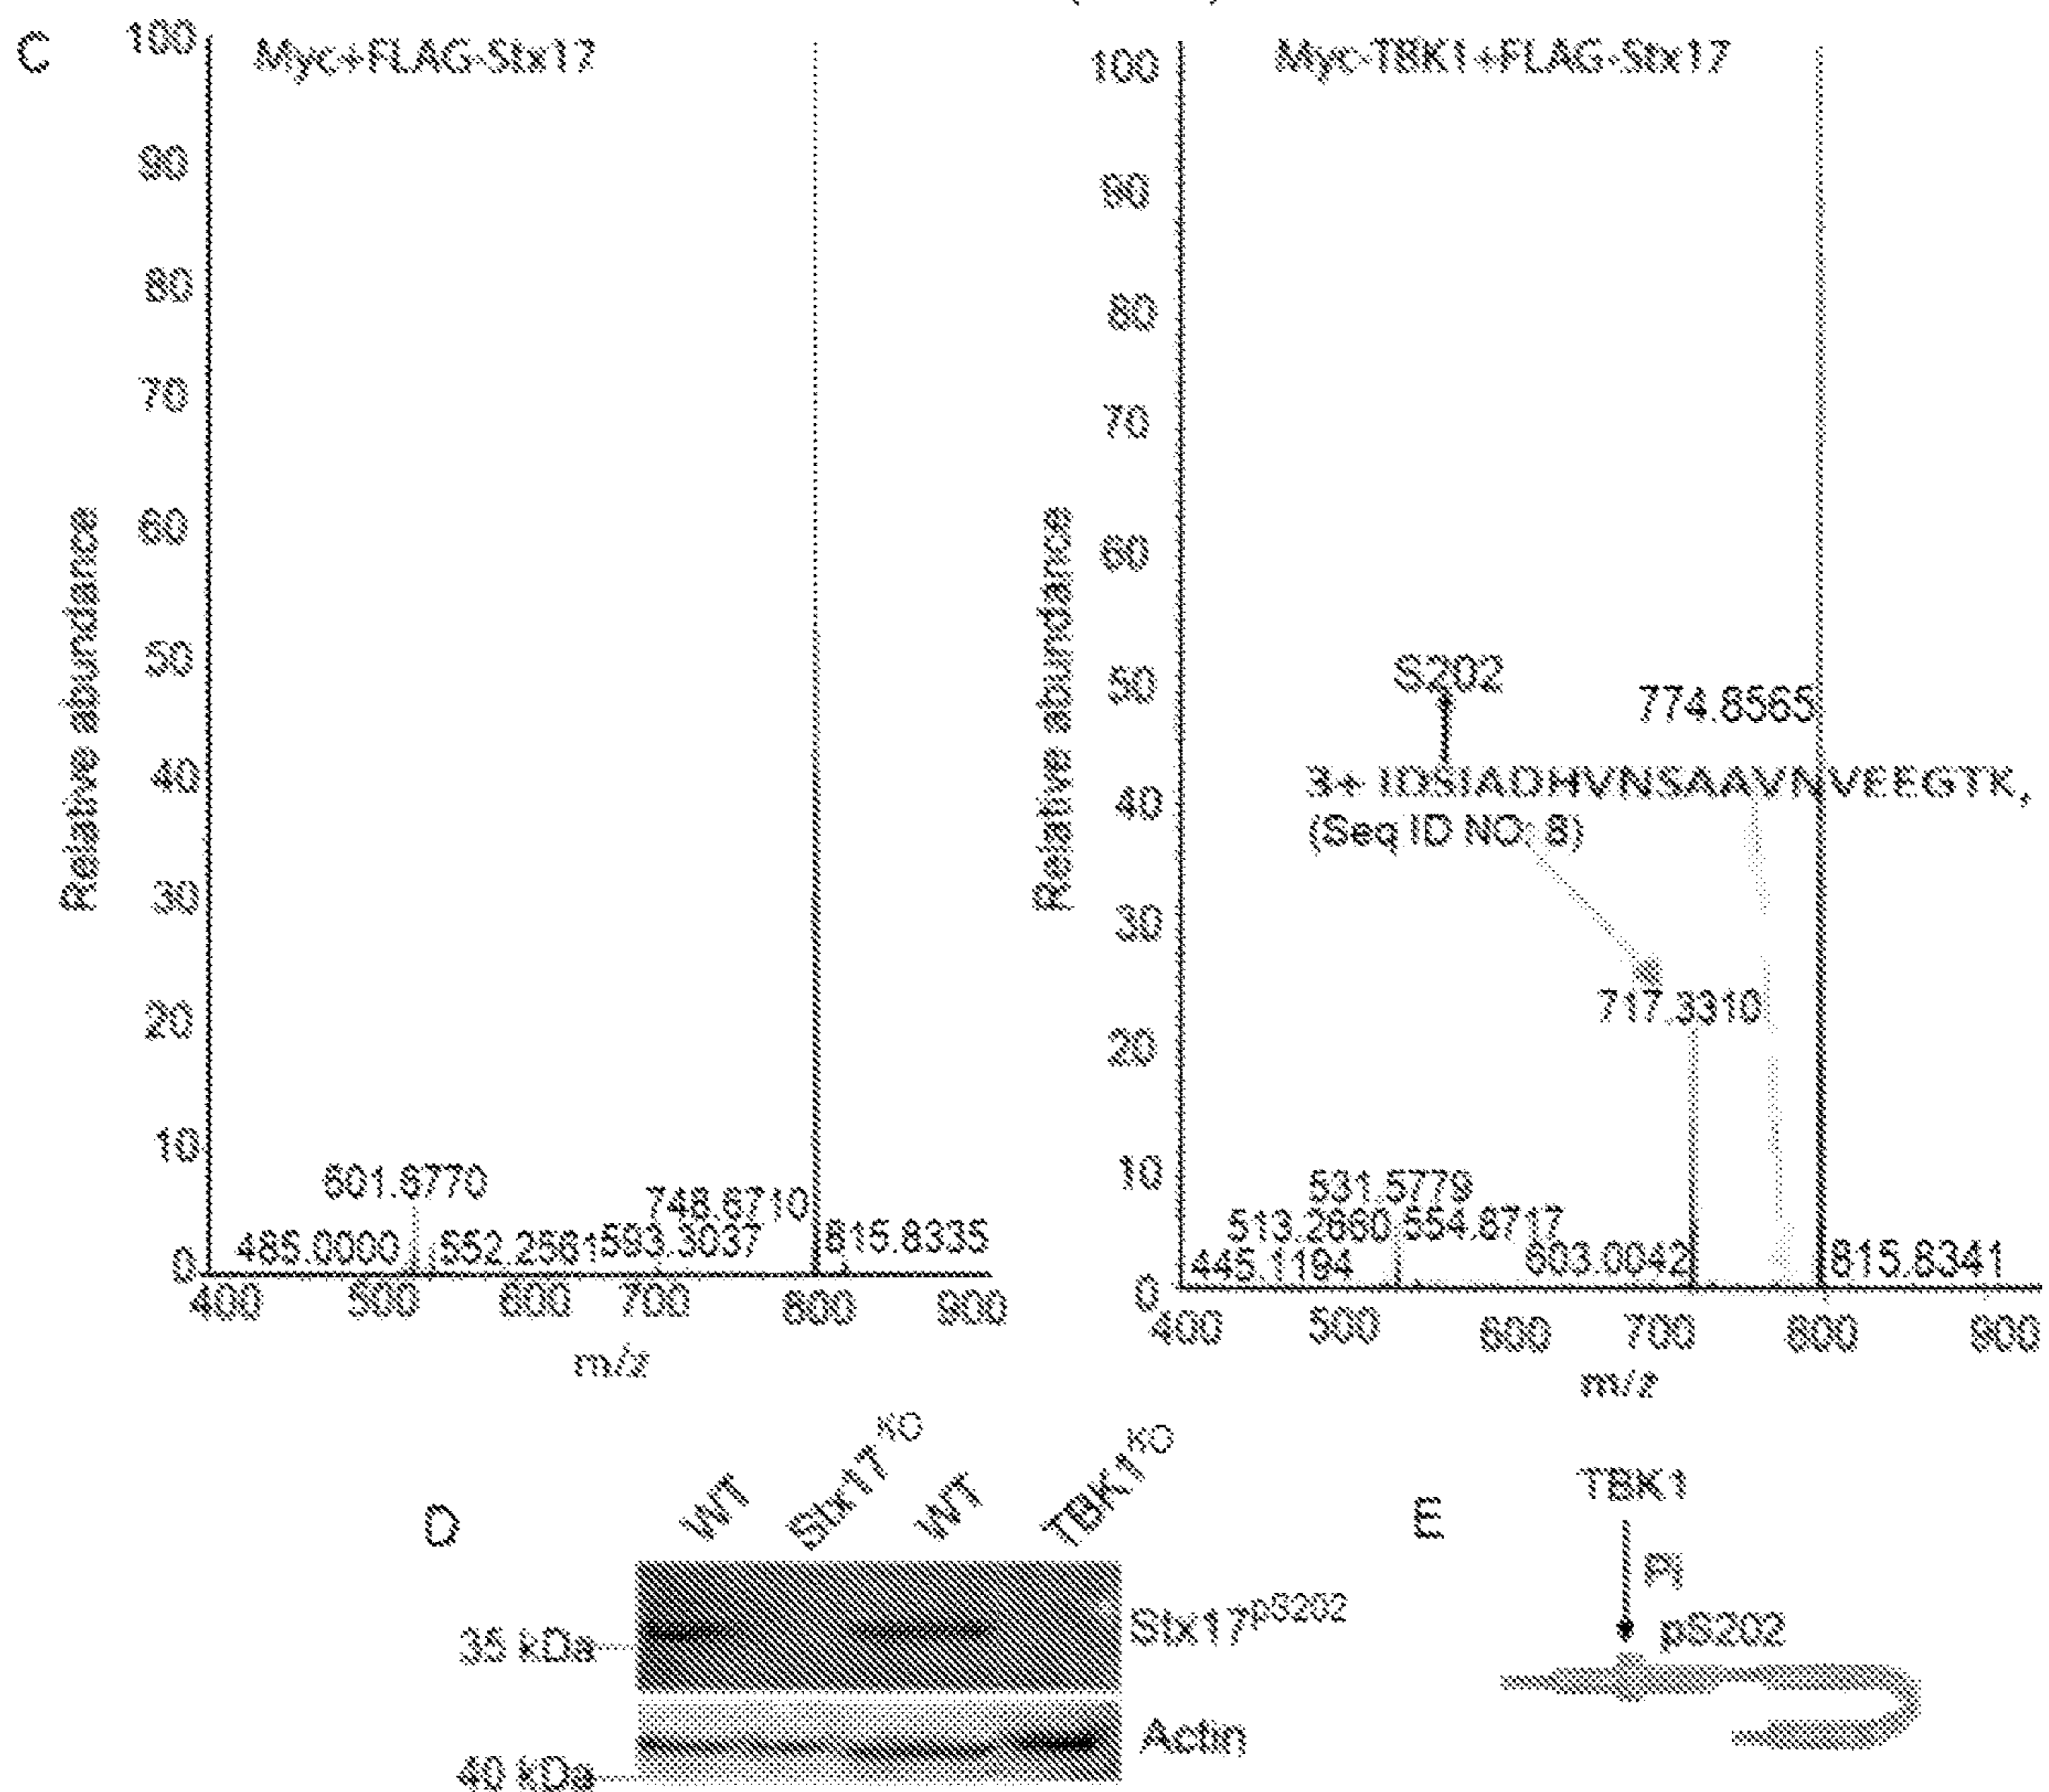 C
Myc+FLAG-Stx17
100
90
80
70
60
50
40
30
20
10
0
Relative abundance
601.6770
748.6710
485.0000
552.2561
593.3037
815.8335
400 500 600 700 800 900
m/z
Myc-TBK1+FLAG-Stx17
100
90
80
70
60
50
40
30
20
10
0
Relative abundance
S202
774.8565
3+ IDSIADHVNSAAVNVEEGTK,
(Seq ID NO: 8)
717.3310
531.5779
513.2660
554.6717
445.1194
603.0042
815.8341
400 500 600 700 800 900
m/z
D
WT Stx17KO WT TBK1KO
35 kDa
Stx17pS202
40 kDa
Actin
E
TBK1
Pi
pS202